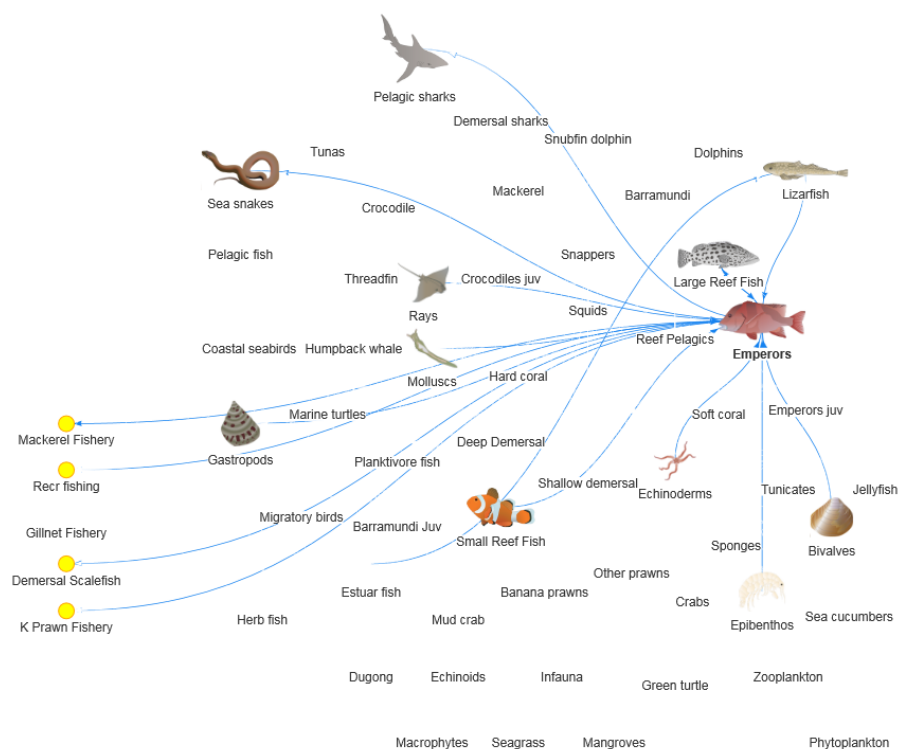 Pelagic sharks
Demersal sharks
Snubfin dolphin
Tunas
Dolphins
Mackerel
Barramundi
Lizarfish
Sea snakes
Crocodile
Pelagic fish
Snappers
Threadfin
Crocodiles juv
Large Reef Fish
Rays
Squids
Reef Pelagics
Coastal seabirds
Humpback whale
Emperors
Molluscs
Hard coral
Marine turtles
Soft coral
Emperors juv
Mackerel Fishery
Deep Demersal
Gastropods
Planktivore fish
Recr fishing
Shallow demersal
Echinoderms
Tunicates
Jellyfish
Migratory birds
Barramundi Juv
Gillnet Fishery
Small Reef Fish
Sponges
Bivalves
Demersal Scalefish
Other prawns
Estuar fish
Banana prawns
Crabs
K Prawn Fishery
Herb fish
Mud crab
Epibenthos
Sea cucumbers
Dugong
Echinoids
Infauna
Green turtle
Zooplankton
Macrophytes
Seagrass
Mangroves
Phytoplankton